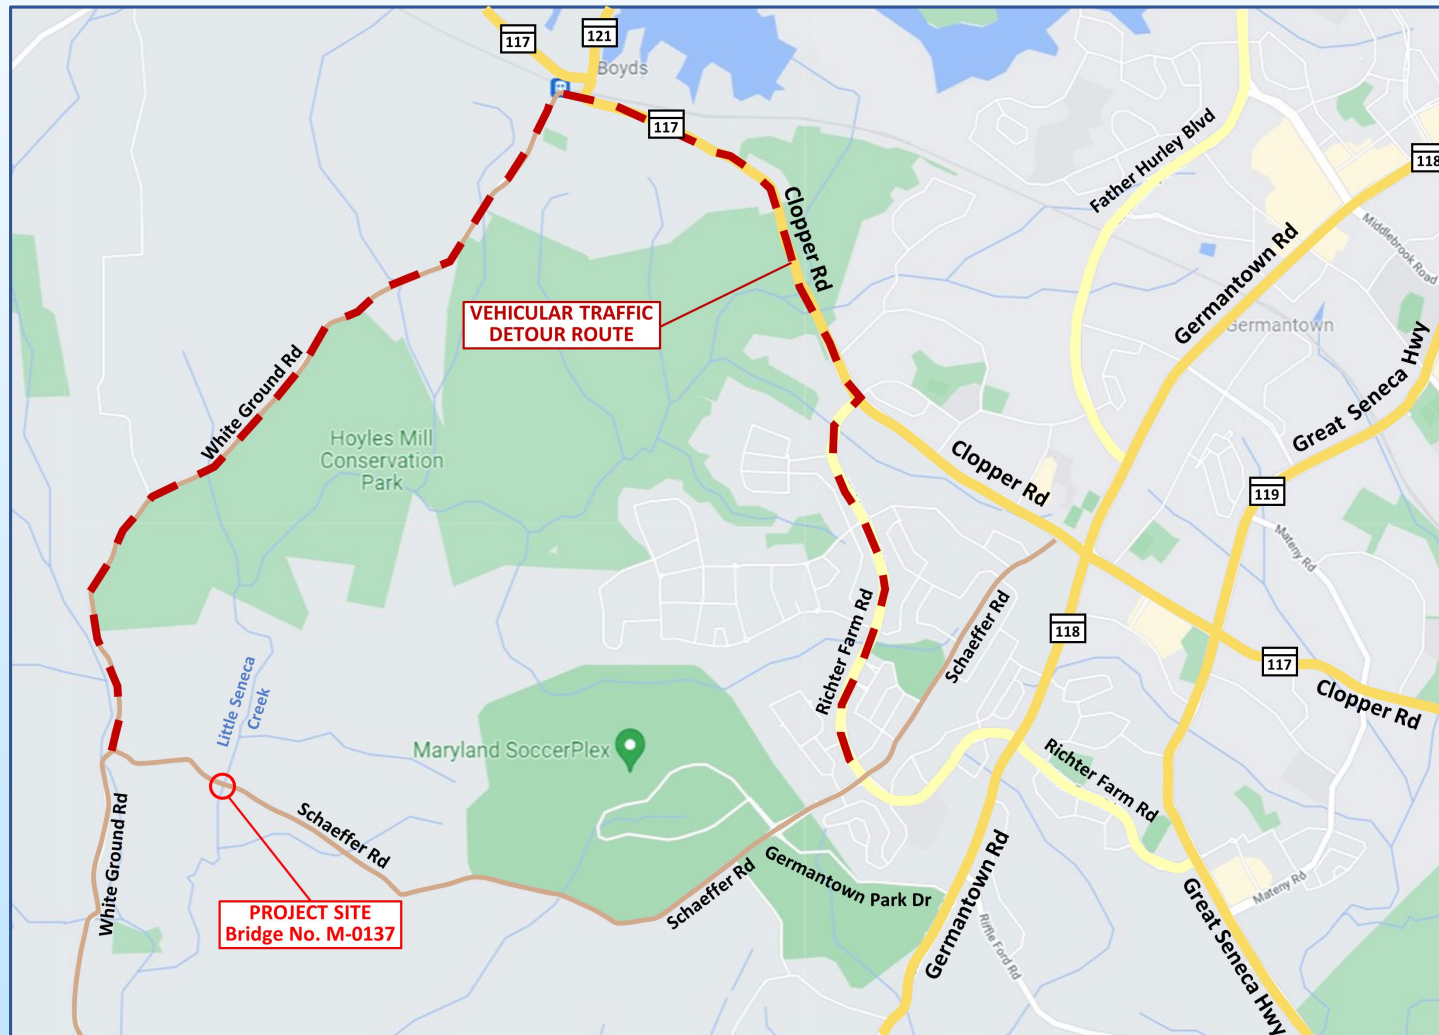 117
121
Boyds
117
118
Father Hurley Blvd
Clopper Rd
Middlebrook Road
Germantown Rd
VEHICULAR TRAFFIC
DETOUR ROUTE
Germantown
Great Seneca Hwy
White Ground Rd
Hoyles Mill
Conservation
Park
Clopper Rd
119
Mateny Rd
Richter Farm Rd
Schaeffer Rd
118
117
Clopper Rd
Little Seneca
Creek
Maryland SoccerPlex
Richter Farm Rd
White Ground Rd
Schaeffer Rd
Schaeffer Rd
Germantown Park Dr
Germantown Rd
Mateny Rd
Great Seneca Hwy
Riffle Ford Rd
PROJECT SITE
Bridge No. M-0137